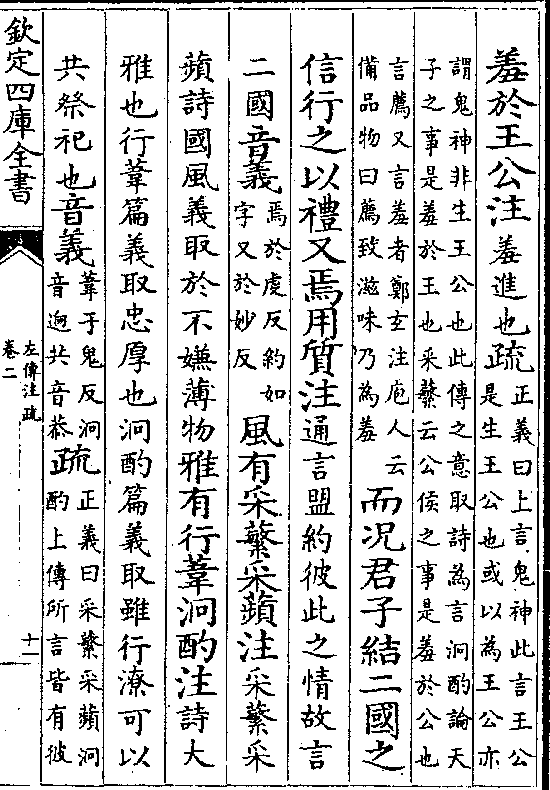 羞於王公注羞進也疏正義曰上言鬼神此言王公
是生王公也或以為王公亦
謂鬼神非生王公也此傳之意取詩為言泂酌論天
子之事是羞於王也采蘩云公侯之事是羞於公也
言薦又言羞者鄭玄注庖人云
備品物曰薦致滋味乃為羞
而况君子結二國之
信行之以禮又焉用質注通言盟約彼此之情故言
二國音義焉於虔反約如
字又於妙反
風有采蘩采蘋注采蘩采
蘋詩國風義取於不嫌薄物雅有行葦泂酌注詩大
雅也行葦篇義取忠厚也泂酌篇義取雖行潦可以
共祭祀也音義葦于鬼反泂
音迥共音恭
疏正義曰采蘩采蘋泂
酌上傳所言皆有彼
欽定四庫全書
左傳注疏
卷二
十一